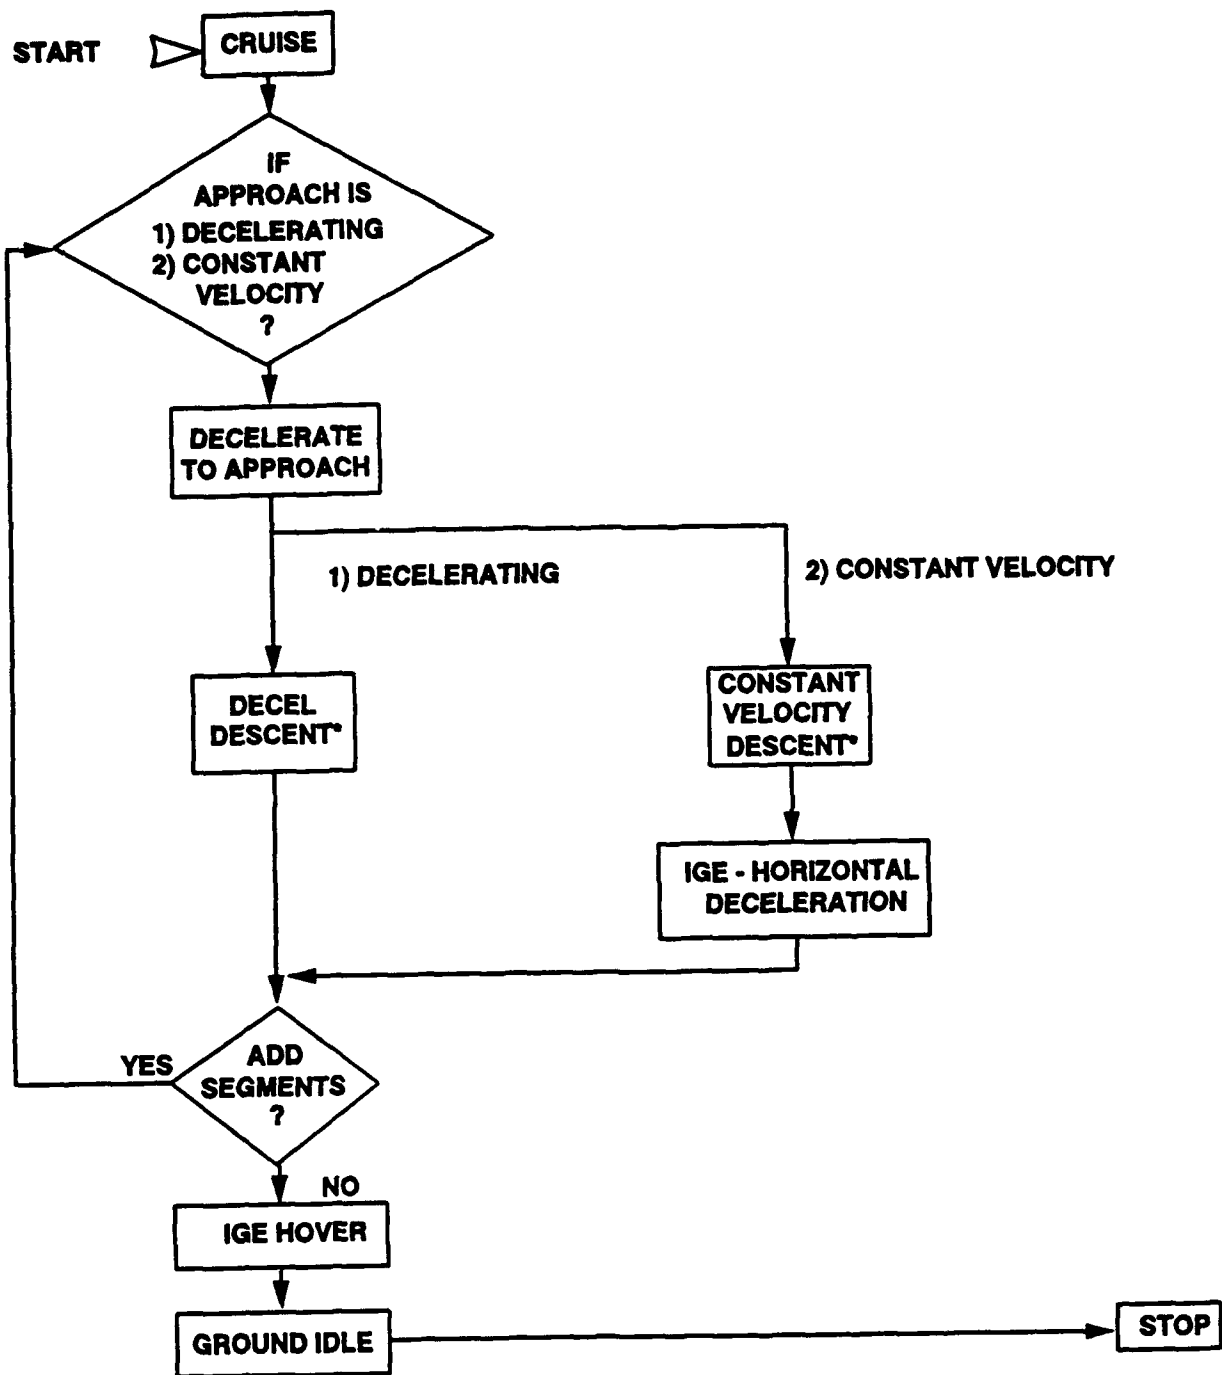 START
CRUISE
IF
APPROACH IS
1) DECELERATING
2) CONSTANT
VELOCITY
?
DECELERATE
TO APPROACH
1) DECELERATING
2) CONSTANT VELOCITY
DECEL
DESCENT*
CONSTANT
VELOCITY
DESCENT*
IGE - HORIZONTAL
DECELERATION
YES
ADD
SEGMENTS
?
NO
IGE HOVER
GROUND IDLE
STOP